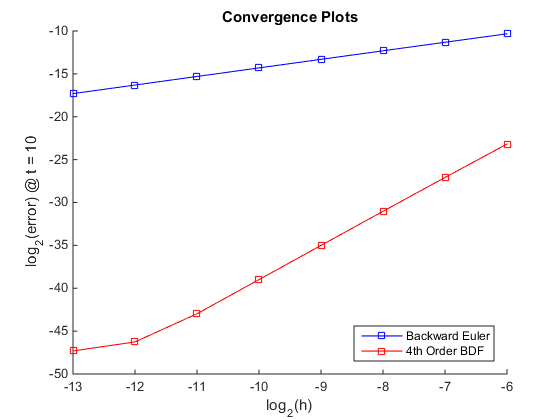 Convergence Plots
-10
-15
-20
-25
-30
-35
-40
-45
-50
log2(error) @ t = 10
-13 -12 -11 -10 -9 -8 -7 -6
log2(h)
Backward Euler
4th Order BDF